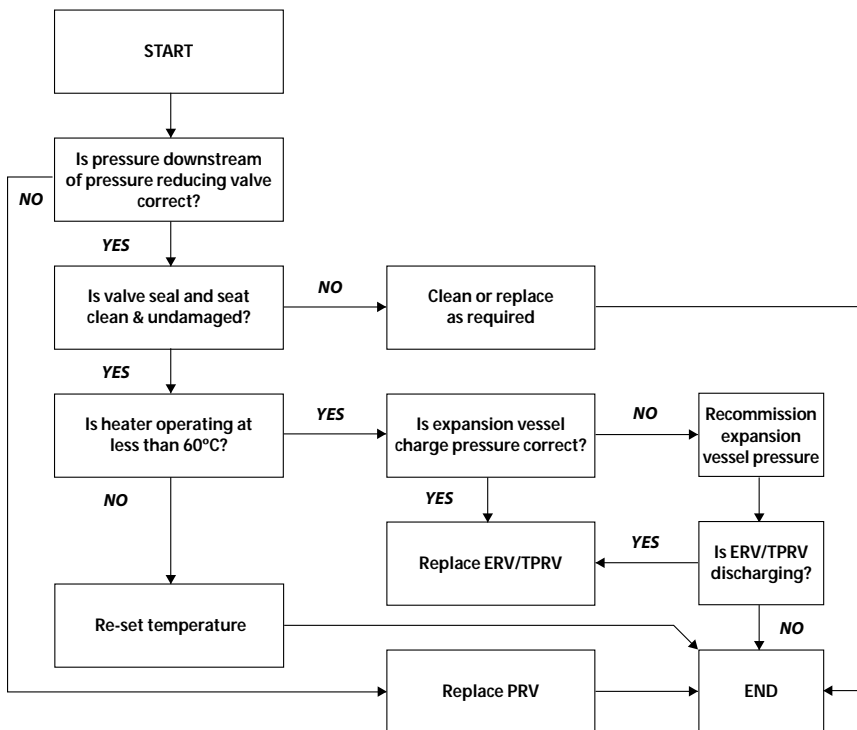 START
Is pressure downstream
of pressure reducing valve
correct?
NO
YES
Is valve seal and seat
clean & undamaged?
NO
Clean or replace
as required
YES
Is heater operating at
less than 60°C?
YES
Is expansion vessel
charge pressure correct?
NO
Recommission
expansion
vessel pressure
NO
YES
Replace ERV/TPRV
YES
Is ERV/TPRV
discharging?
Re-set temperature
NO
Replace PRV
END